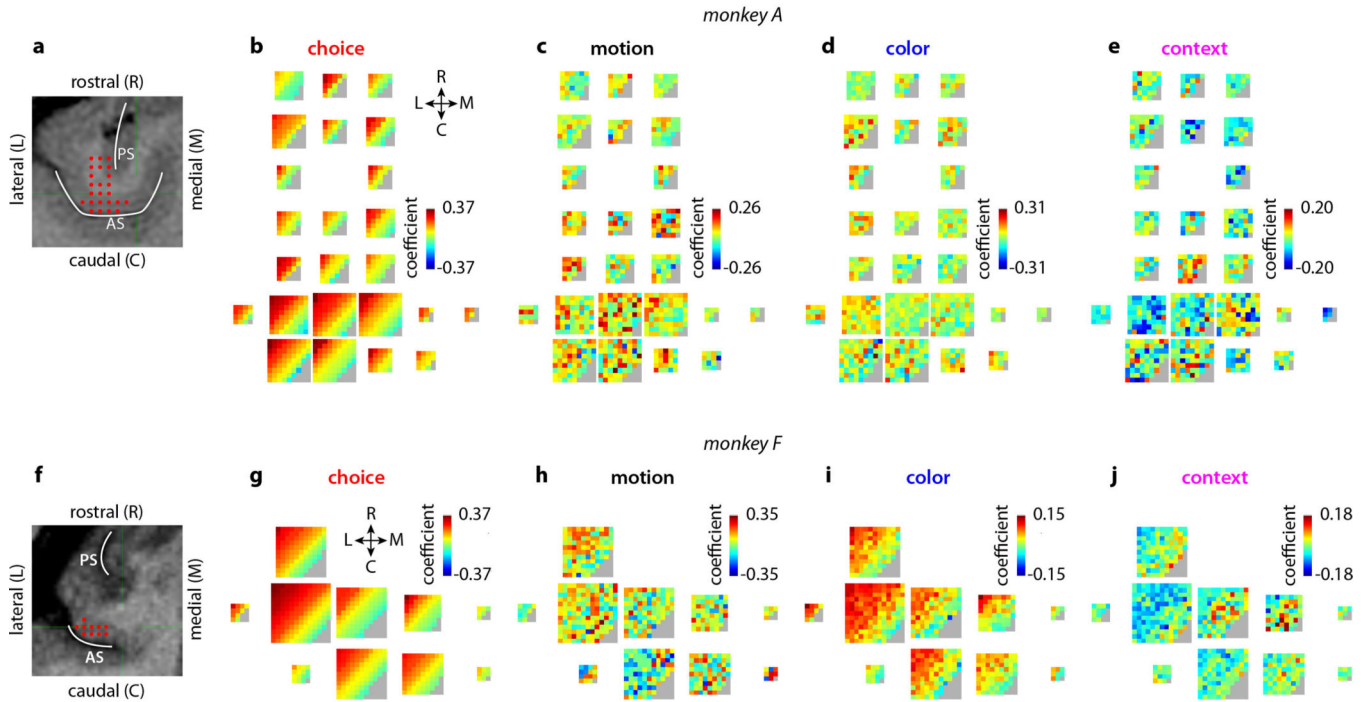 monkey A
a
b choice
c motion
d color
e context
rostral (R)
lateral (L)
medial (M)
PS
AS
caudal (C)
R
L M
C
coefficient
0.37
-0.37
coefficient
0.26
-0.26
coefficient
0.31
-0.31
coefficient
0.20
-0.20
monkey F
f
g choice
h motion
i color
j context
rostral (R)
lateral (L)
medial (M)
PS
AS
caudal (C)
R
L M
C
coefficient
0.37
-0.37
coefficient
0.35
-0.35
coefficient
0.15
-0.15
coefficient
0.18
-0.18